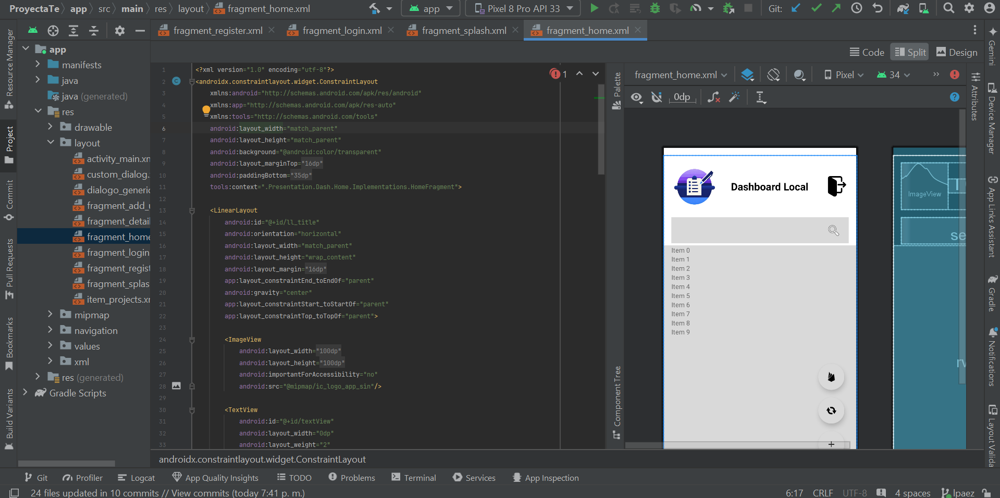 ProyectaTe app src main res layout fragment_home.xml app Pixel 8 Pro API 33 Git:
fragment_register.xml fragment_login.xml fragment_splash.xml fragment_home.xml
Code Split Design
Resource Manager
Project
Commit
Pull Requests
Bookmarks
Build Variants
app
manifests
java
java (generated)
res
drawable
layout
activity_main.xm
custom_dialog.
dialogo_generic
fragment_add_
fragment_detail
fragment_home
fragment_login
fragment_regist
fragment_splas
item_projects.xm
mipmap
navigation
values
xml
res (generated)
Gradle Scripts
1 <?xml version="1.0" encoding="utf-8"?>
2 <androidx.constraintlayout.widget.ConstraintLayout
3 xmlns:android="http://schemas.android.com/apk/res/android"
4 xmlns:app="http://schemas.android.com/apk/res-auto"
5 xmlns:tools="http://schemas.android.com/tools"
6 android:layout_width="match_parent"
7 android:layout_height="match_parent"
8 android:background="@android:color/transparent"
9 android:layout_marginTop="16dp"
10 android:paddingBottom="35dp"
11 tools:context=".Presentation.Dash.Home.Implementations.HomeFragment">
12
13 <LinearLayout
14 android:id="@+id/ll_title"
15 android:orientation="horizontal"
16 android:layout_width="match_parent"
17 android:layout_height="wrap_content"
18 android:layout_margin="16dp"
19 app:layout_constraintEnd_toEndOf="parent"
20 android:gravity="center"
21 app:layout_constraintStart_toStartOf="parent"
22 app:layout_constraintTop_toTopOf="parent">
23
24 <ImageView
25 android:layout_width="100dp"
26 android:layout_height="100dp"
27 android:importantForAccessibility="no"
28 android:src="@mipmap/ic_logo_app_sin"/>
29
30 <TextView
31 android:id="@+id/textView"
32 android:layout_width="0dp"
33 android:layout_weight="2"
1
androidx.constraintlayout.widget.ConstraintLayout
Palette
Component Tree
fragment_home.xml Pixel 34
0dp
Dashboard Local
Item 0
Item 1
Item 2
Item 3
Item 4
Item 5
Item 6
Item 7
Item 8
Item 9
ImageView
T
se
rv
Attributes
Gemini
Device Manager
App Links Assistant
Gradle
Notifications
Layout Valida
Git Profiler Logcat App Quality Insights TODO Problems Terminal Services App Inspection
24 files updated in 10 commits // View commits (today 7:41 p. m.) 6:17 CRLF UTF-8 4 spaces lpaez